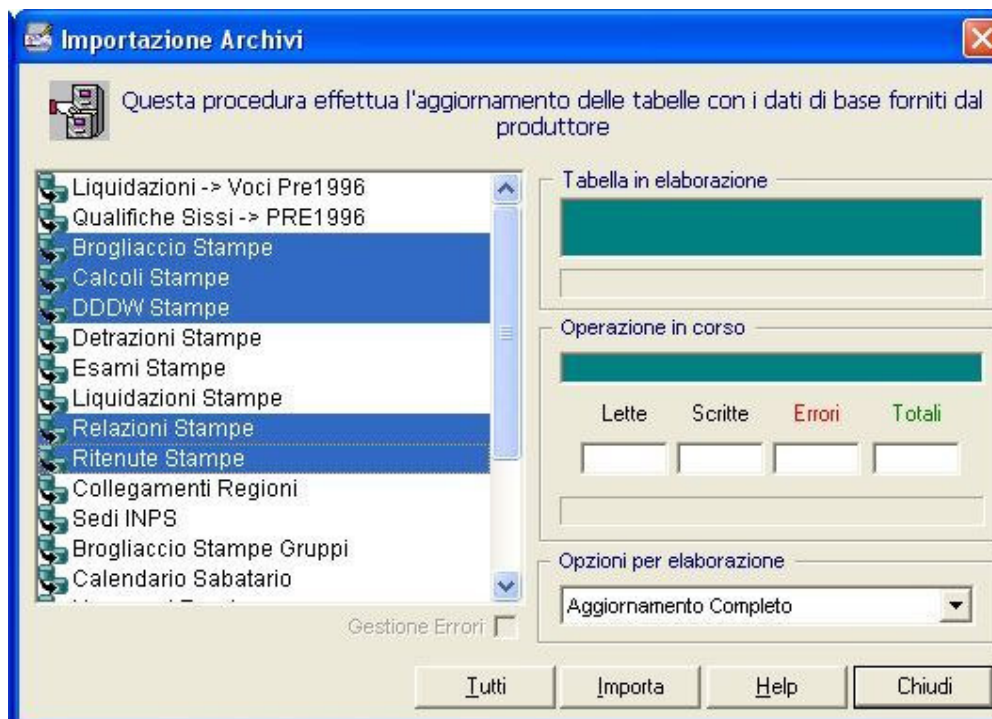 Importazione Archivi
Questa procedura effettua l'aggiornamento delle tabelle con i dati di base forniti dal
produttore
Liquidazioni -> Voci Pre1996
Qualifiche Sissi -> PRE1996
Brogliaccio Stampe
Calcoli Stampe
DDDW Stampe
Detrazioni Stampe
Esami Stampe
Liquidazioni Stampe
Relazioni Stampe
Ritenute Stampe
Collegamenti Regioni
Sedi INPS
Brogliaccio Stampe Gruppi
Calendario Sabatario
Gestione Errori
Tabella in elaborazione
Operazione in corso
Lette Scritte Errori Totali
Opzioni per elaborazione
Aggiornamento Completo
Tutti Importa Help Chiudi